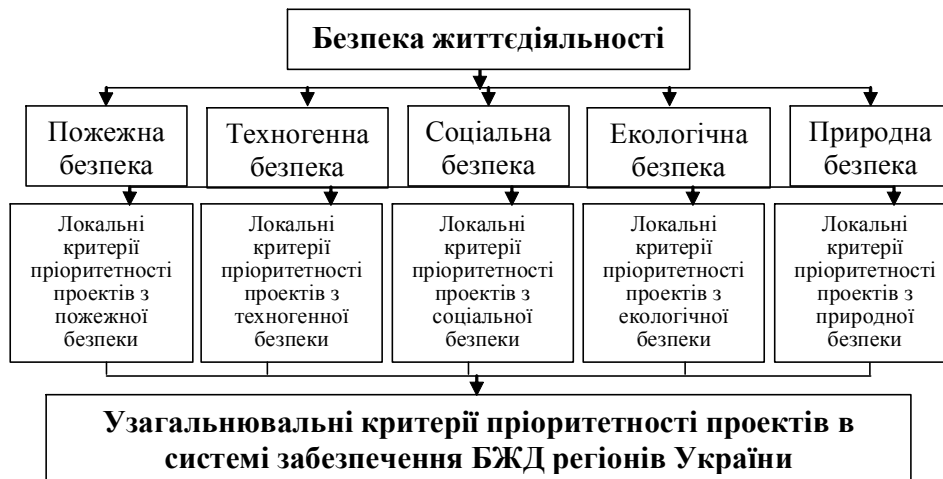 Безпека життєдіяльності
Пожежна
безпека
Техногенна
безпека
Соціальна
безпека
Екологічна
безпека
Природна
безпека
Локальні
критерії
пріоритетності
проектів з
пожежної
безпеки
Локальні
критерії
пріоритетності
проектів з
техногенної
безпеки
Локальні
критерії
пріоритетності
проектів з
соціальної
безпеки
Локальні
критерії
пріоритетності
проектів з
екологічної
безпеки
Локальні
критерії
пріоритетності
проектів з
природної
безпеки
Узагальнювальні критерії пріоритетності проектів в
системі забезпечення БЖД регіонів України